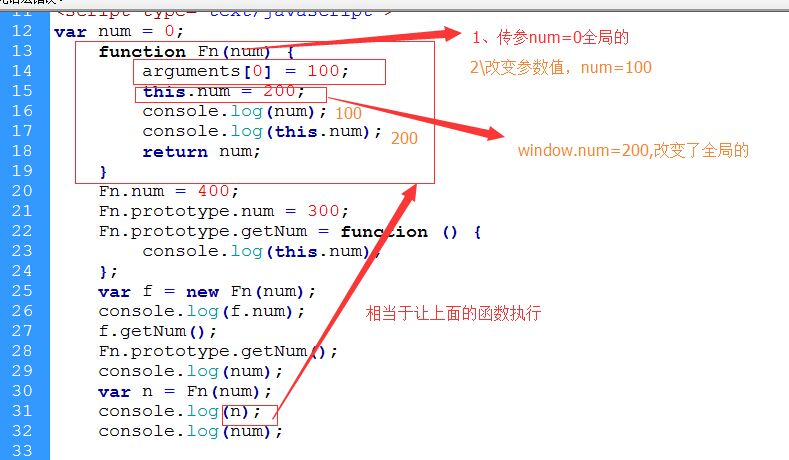 11 <script type="text/javascript">
12 var num = 0;
13 function Fn(num) {
1、传参num=0全局的
14 arguments[0] = 100;
2\改变参数值，num=100
15 this.num = 200;
16 console.log(num); 100
17 console.log(this.num); 200
18 return num;
window.num=200,改变了全局的
19 }
20 Fn.num = 400;
21 Fn.prototype.num = 300;
22 Fn.prototype.getNum = function () {
23 console.log(this.num)
24 };
25 var f = new Fn(num);
26 console.log(f.num);
相当于让上面的函数执行
27 f.getNum();
28 Fn.prototype.getNum();
29 console.log(num);
30 var n = Fn(num);
31 console.log(n);
32 console.log(num);
33